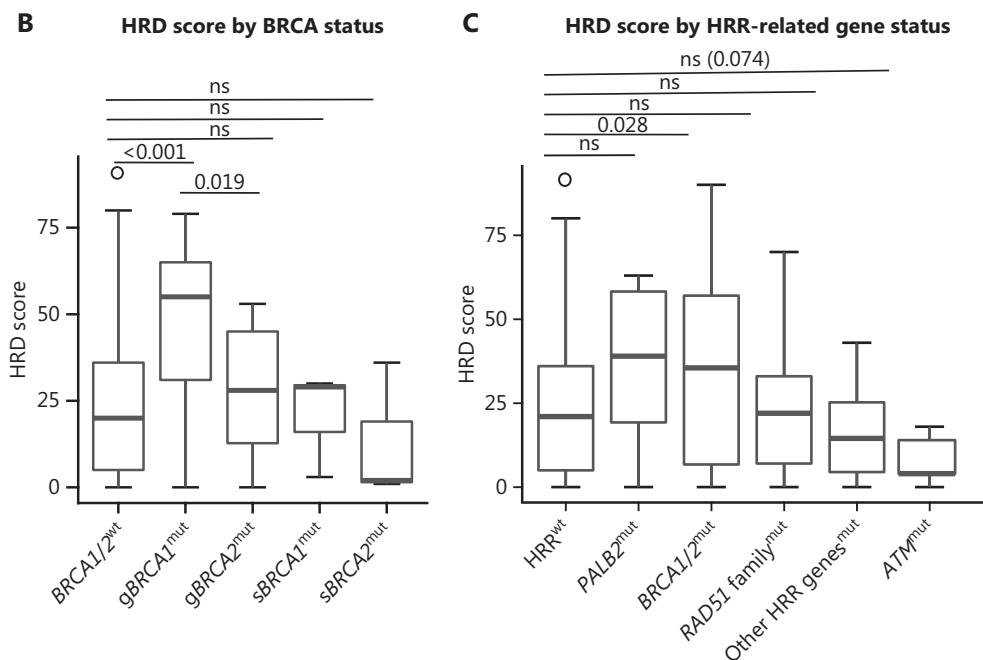 B HRD score by BRCA status
ns
ns
ns
<0.001
0.019
HRD score
75
50
25
0
BRCA1/2wt
gBRCA1mut
gBRCA2mut
sBRCA1mut
sBRCA2mut
C HRD score by HRR-related gene status
ns (0.074)
ns
ns
0.028
ns
HRD score
75
50
25
0
HRRwt
PALB2mut
BRCA1/2mut
RAD51 familymut
Other HRR genesmut
ATMmut